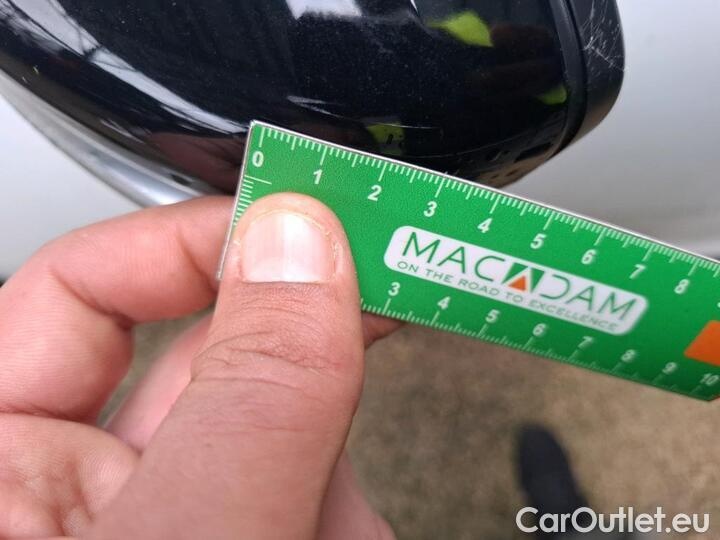 0 1 2 3 4 5 6 7 8
MACADAM
ON THE ROAD TO EXCELLENCE
3 4 5 6 7 8 9 10
CarOutlet.eu